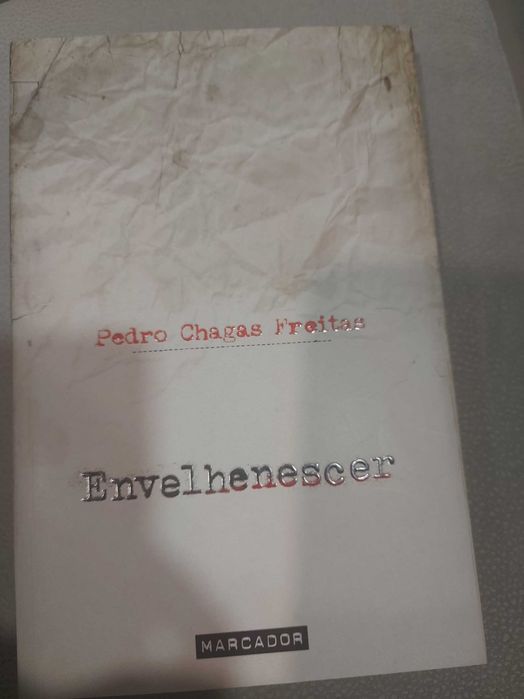 Pedro Chagas Freitas
Envelhenescer
MARCADOR